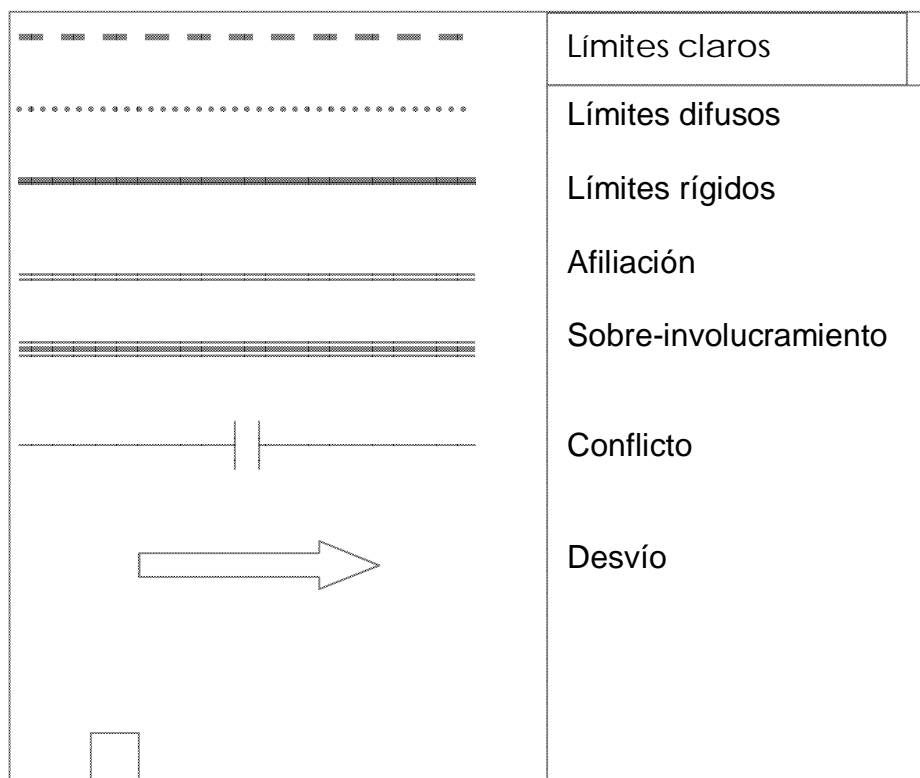 Límites claros
Límites difusos
Límites rígidos
Afiliación
Sobre-involucramiento
Conflicto
Desvío